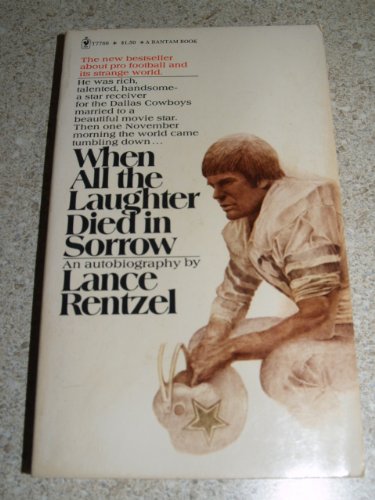 T7766 * $1.50 * A BANTAM BOOK
The new bestseller
about pro football and
its strange world.
He was rich,
talented, handsome-
a star receiver
for the Dallas Cowboys
married to a
beautiful movie star.
Then one November
morning the world came
tumbling down...
When
All the
Laughter
Died in
Sorrow
An autobiography by
Lance
Rentzel